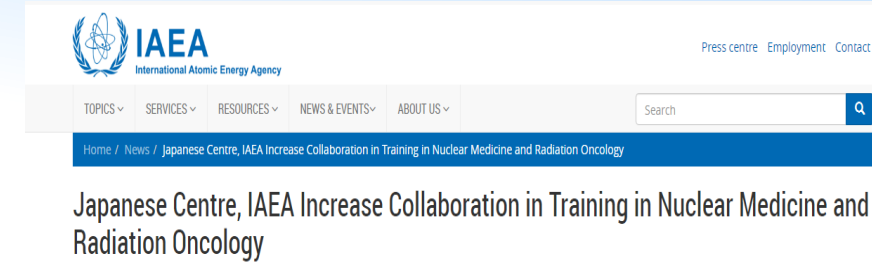 IAEA
International Atomic Energy Agency
Press centre Employment Contact
TOPICS SERVICES RESOURCES NEWS & EVENTS ABOUT US
Search
Home / News / Japanese Centre, IAEA Increase Collaboration in Training in Nuclear Medicine and Radiation Oncology
Japanese Centre, IAEA Increase Collaboration in Training in Nuclear Medicine and
Radiation Oncology